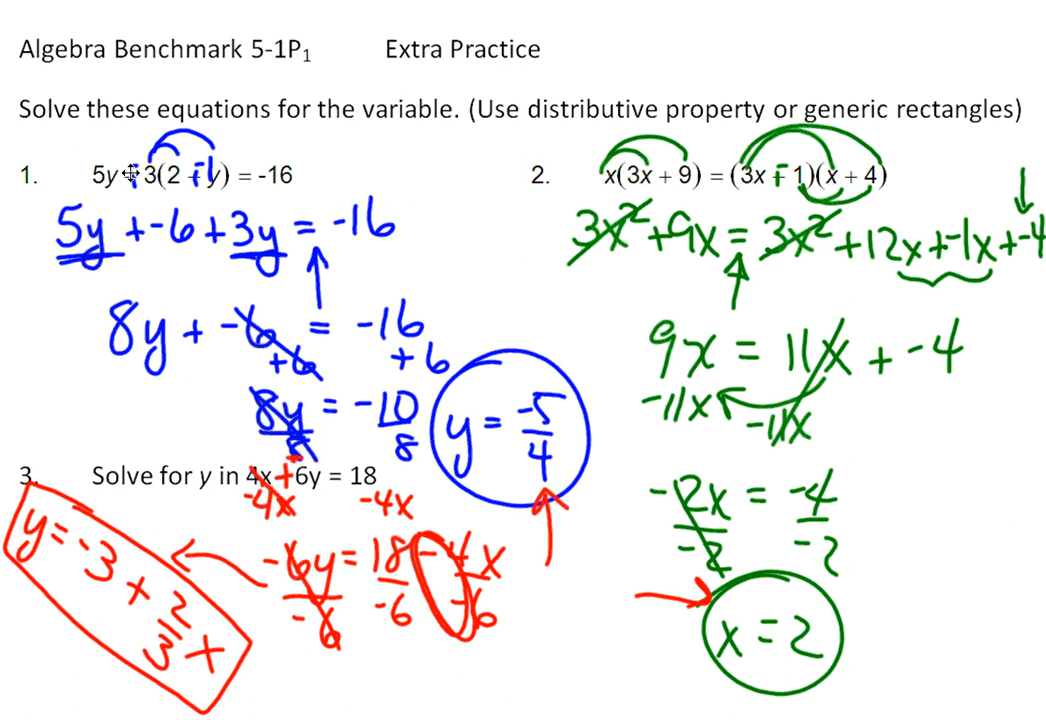 Algebra Benchmark 5-1P₁ Extra Practice
Solve these equations for the variable. (Use distributive property or generic rectangles)
1. 5y + -3(2 + -y) = -16
5y + -6 + 3y = -16
8y + -6 = -16
+6 +6
8y = -10
8 8
y = -5/4
2. x(3x + 9) = (3x + -1)(x + 4)
3x² + 9x = 3x² + 12x + -1x + -4
9x = 11x + -4
-11x -11x
-2x = -4
-2 -2
x = 2
3. Solve for y in 4x + -6y = 18
-4x -4x
-6y = 18 - 4x
-6 -6 -6
y = -3 + 2/3 x